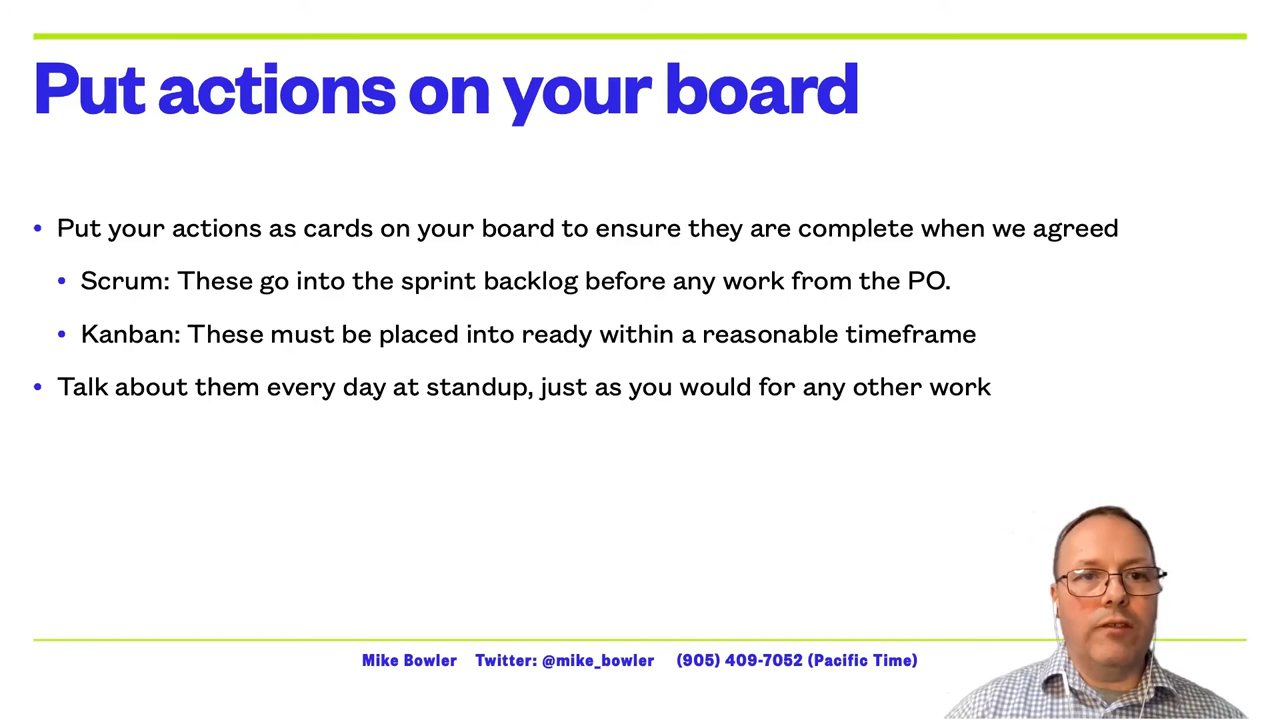 Put actions on your board
• Put your actions as cards on your board to ensure they are complete when we agreed
• Scrum: These go into the sprint backlog before any work from the PO.
• Kanban: These must be placed into ready within a reasonable timeframe
• Talk about them every day at standup, just as you would for any other work
Mike Bowler Twitter: @mike_bowler (905) 409-7052 (Pacific Time)